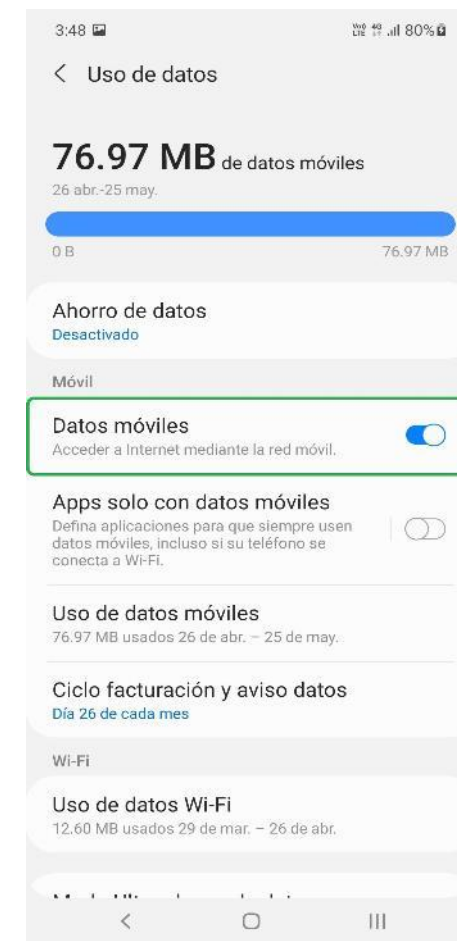 3:48 80%
Uso de datos
76.97 MB de datos móviles
26 abr.-25 may.
0 B 76.97 MB
Ahorro de datos
Desactivado
Móvil
Datos móviles
Acceder a Internet mediante la red móvil.
Apps solo con datos móviles
Defina aplicaciones para que siempre usen
datos móviles, incluso si su teléfono se
conecta a Wi-Fi.
Uso de datos móviles
76.97 MB usados 26 de abr. – 25 de may.
Ciclo facturación y aviso datos
Día 26 de cada mes
Wi-Fi
Uso de datos Wi-Fi
12.60 MB usados 29 de mar. – 26 de abr.